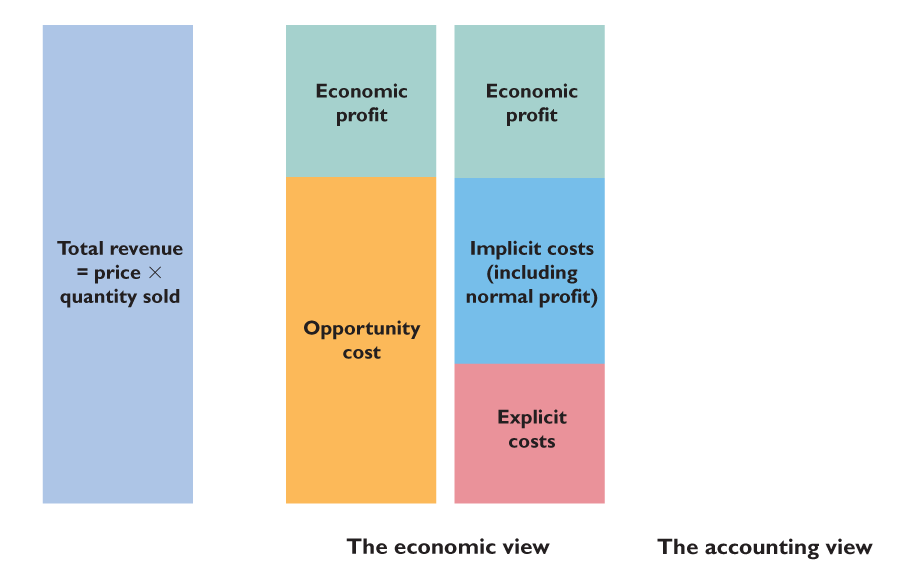 Total revenue
= price ×
quantity sold
Economic
profit
Opportunity
cost
Economic
profit
Implicit costs
(including
normal profit)
Explicit
costs
The economic view
The accounting view